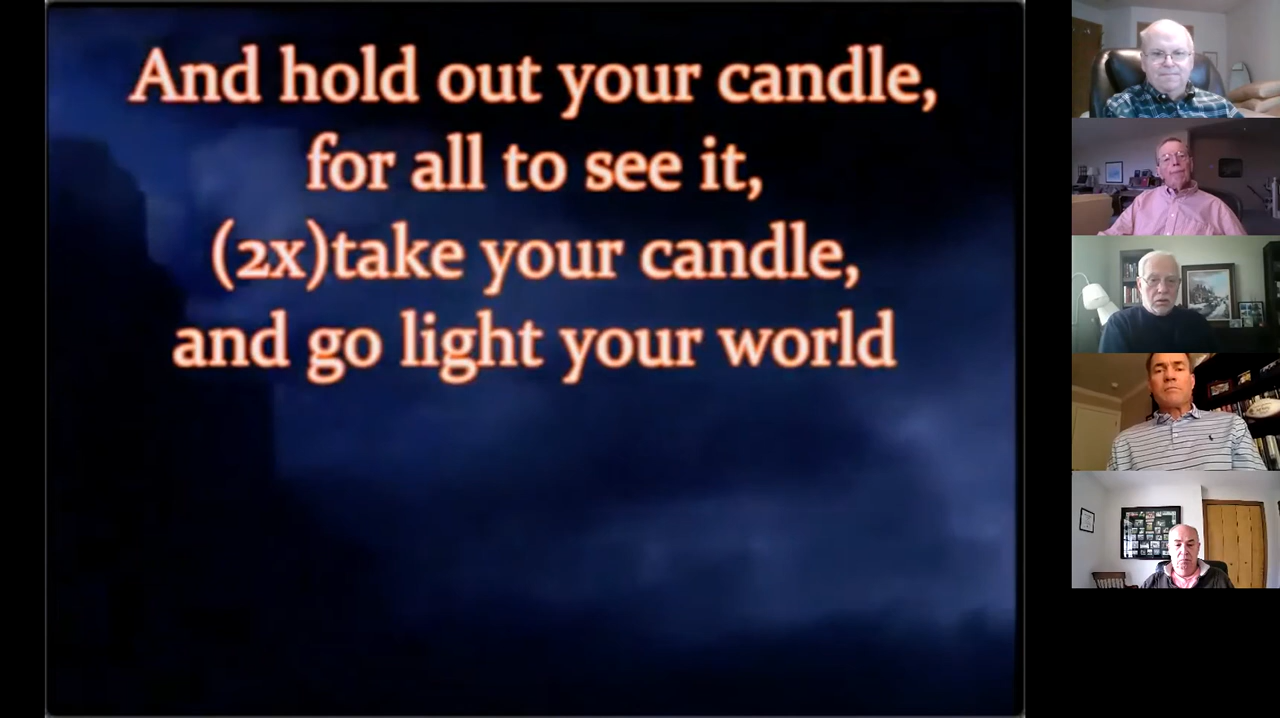 And hold out your candle,
for all to see it,
(2x)take your candle,
and go light your world